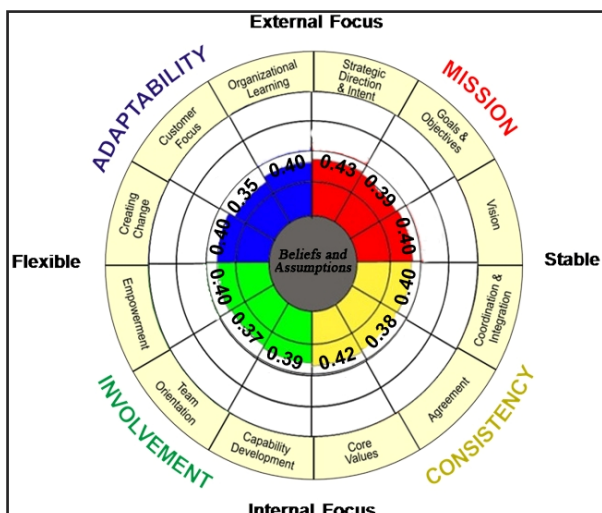 External Focus
ADAPTABILITY
MISSION
Organizational
Learning
Strategic
Direction
& Intent
Customer
Focus
Goals &
Objectives
Creating
Change
Vision
0.40
0.43
0.35
0.39
0.40
0.40
Beliefs and
Assumptions
Flexible
Stable
0.40
0.40
0.37
0.38
0.39
0.42
Empowerment
Coordination &
Integration
Team
Orientation
Agreement
Capability
Development
Core
Values
INVOLVEMENT
CONSISTENCY
Internal Focus